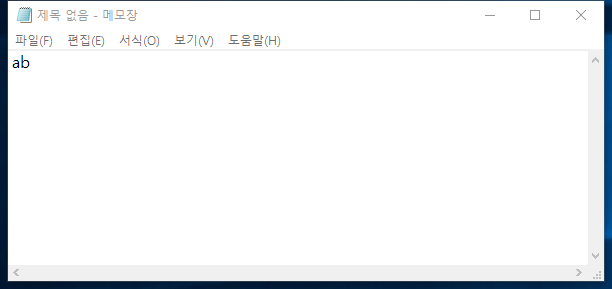 제목 없음 - 메모장
파일(F) 편집(E) 서식(O) 보기(V) 도움말(H)
ab